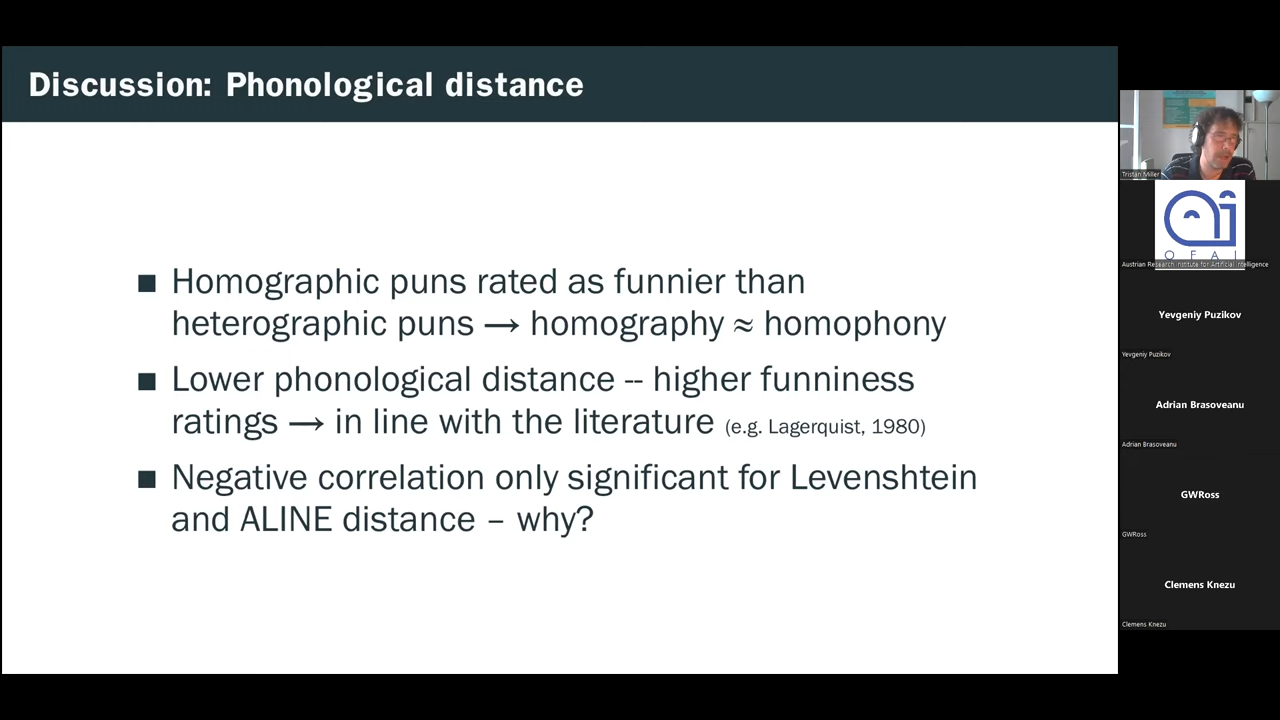 Discussion: Phonological distance
■ Homographic puns rated as funnier than
heterographic puns → homography ≈ homophony
■ Lower phonological distance -- higher funniness
ratings → in line with the literature (e.g. Lagerquist, 1980)
■ Negative correlation only significant for Levenshtein
and ALINE distance – why?
Tristan Miller
OFAI
Austrian Research Institute for Artificial Intelligence
Yevgeniy Puzikov
Yevgeniy Puzikov
Adrian Brasoveanu
Adrian Brasoveanu
GWRoss
GWRoss
Clemens Knezu
Clemens Knezu